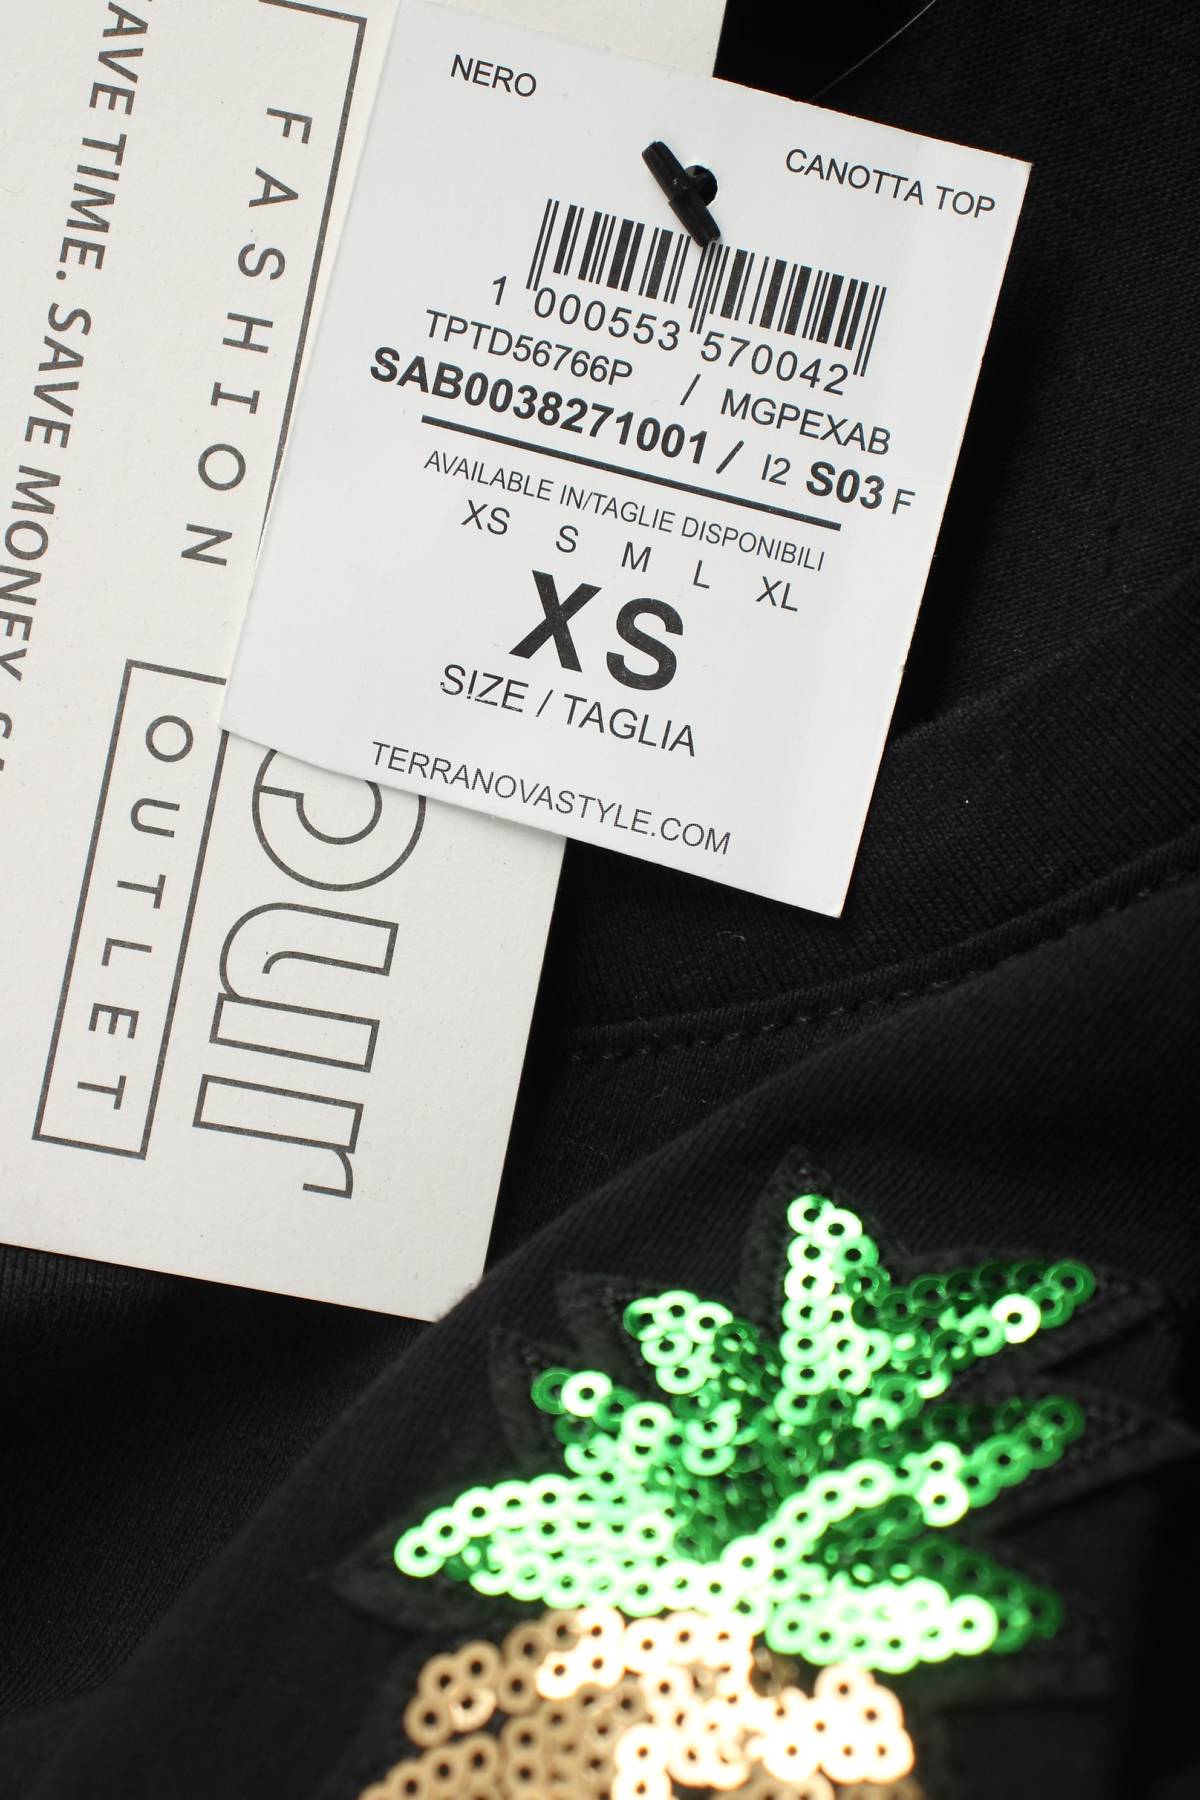 NERO
CANOTTA TOP
1 000553 570042
TPTD56766P / MGPEXAB
SAB0038271001 / I2 S03 F
AVAILABLE IN/TAGLIE DISPONIBILI
XS S M L XL
XS
SIZE / TAGLIA
TERRANOVASTYLE.COM
FASHION
OUTLET
TIME. SAVE MONEY